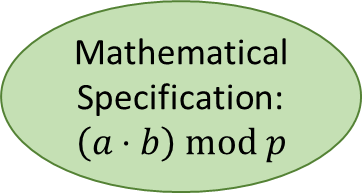 Mathematical
Specification:
(a · b) mod p